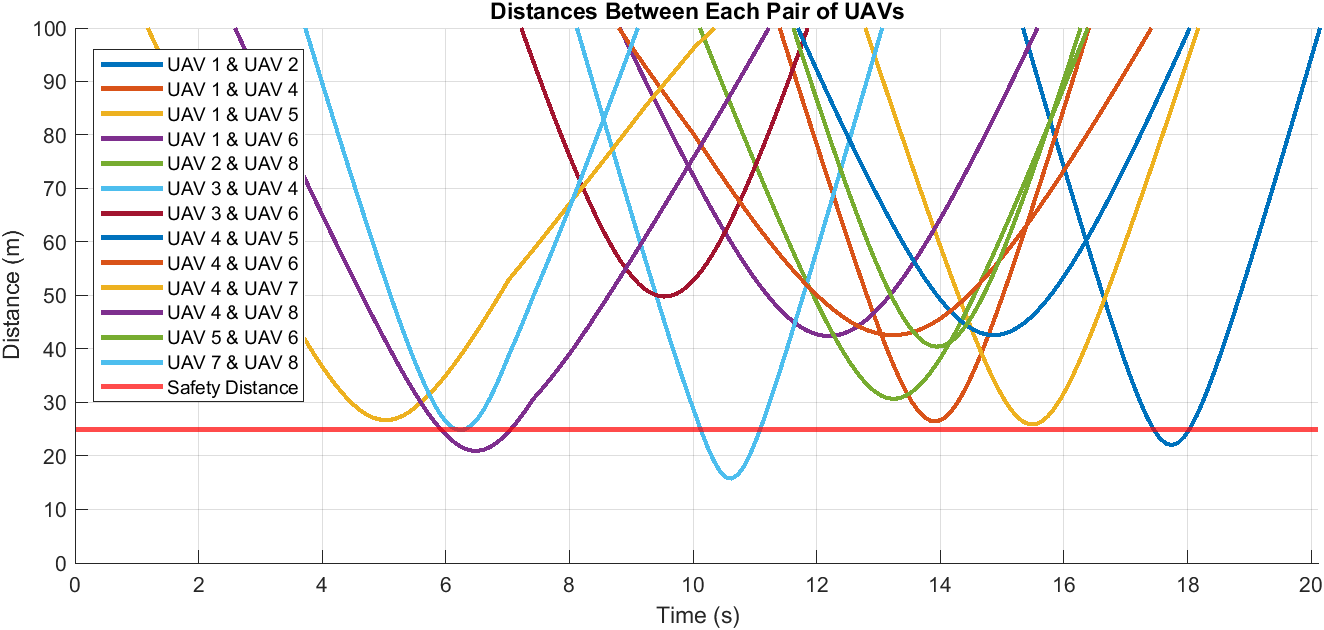 Distances Between Each Pair of UAVs
100
90
80
70
60
50
40
30
20
10
0
Distance (m)
UAV 1 & UAV 2
UAV 1 & UAV 4
UAV 1 & UAV 5
UAV 1 & UAV 6
UAV 2 & UAV 8
UAV 3 & UAV 4
UAV 3 & UAV 6
UAV 4 & UAV 5
UAV 4 & UAV 6
UAV 4 & UAV 7
UAV 4 & UAV 8
UAV 5 & UAV 6
UAV 7 & UAV 8
Safety Distance
0 2 4 6 8 10 12 14 16 18 20
Time (s)